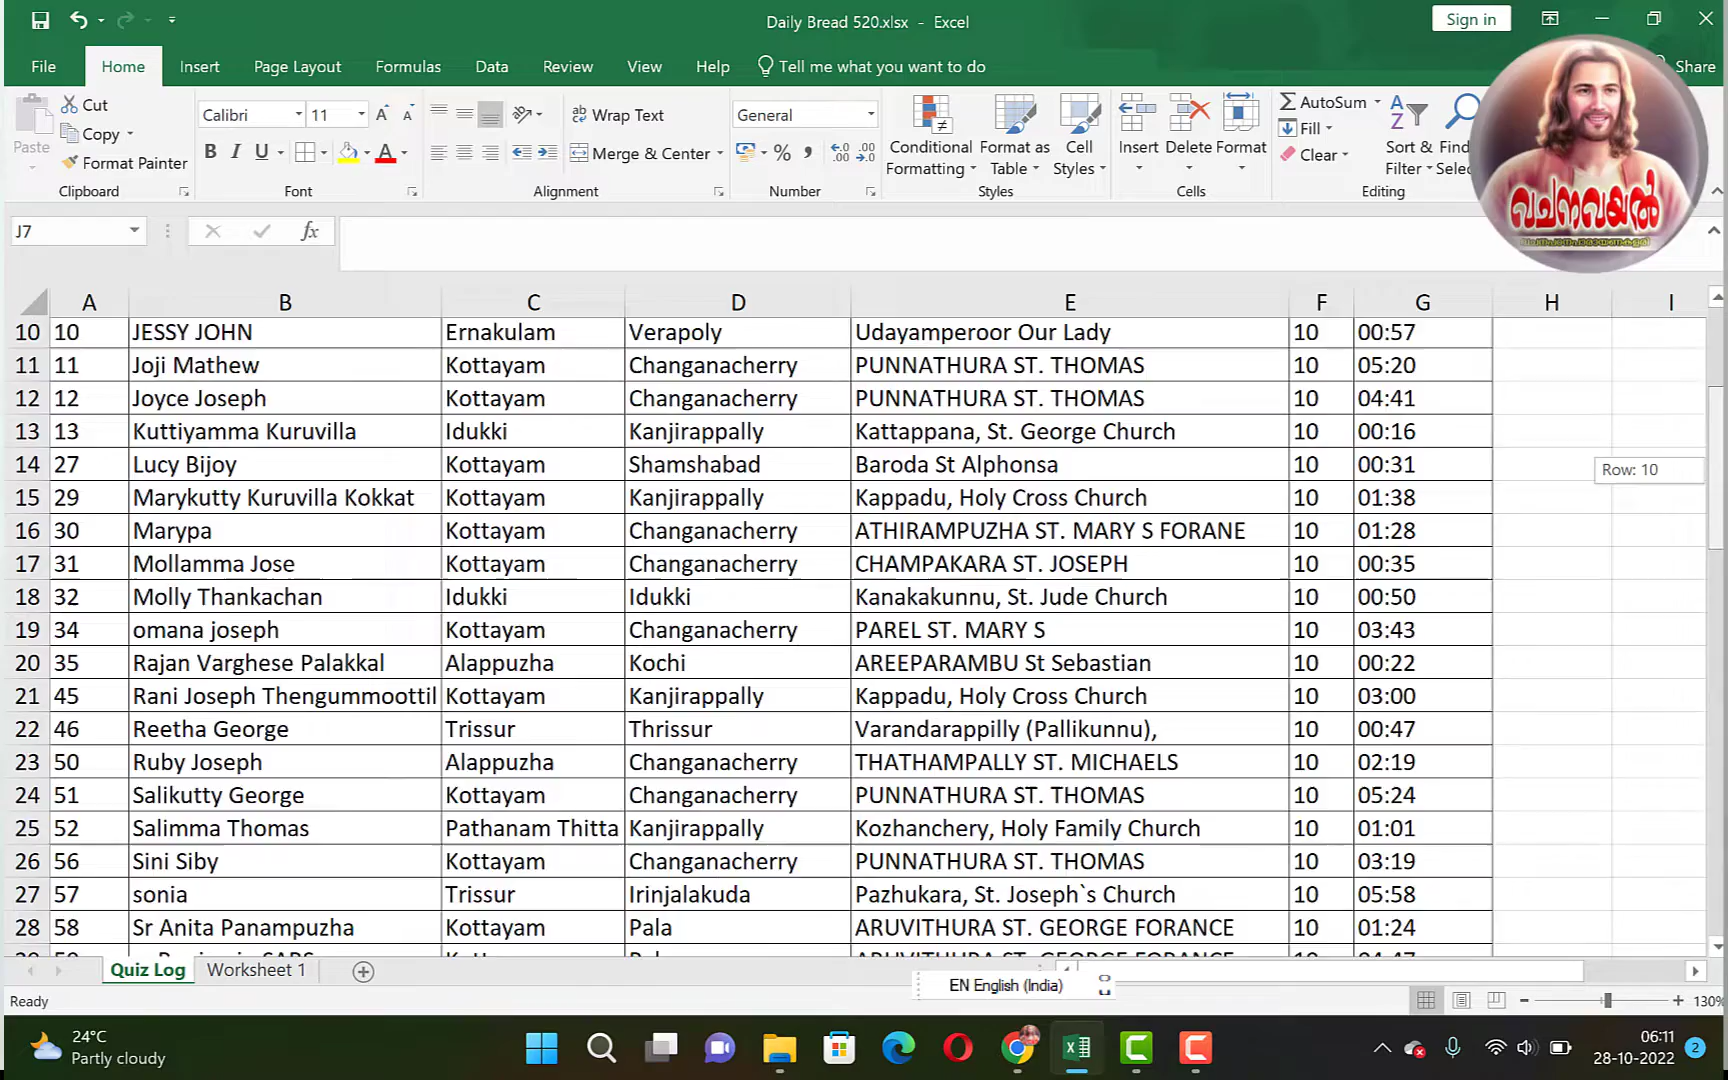 Daily Bread 520.xlsx - Excel
Sign in
File Home Insert Page Layout Formulas Data Review View Help Tell me what you want to do Share
Paste
Cut
Copy
Format Painter
Clipboard
Calibri 11
B I U
Font
ab Wrap Text
Merge & Center
Alignment
General
Number
Conditional Formatting
Format as Table
Cell Styles
Styles
Insert Delete Format
Cells
AutoSum
Fill
Clear
Sort & Filter
Editing
വചനവയൽ
J7 fx
A B C D E F G H I
10 10 JESSY JOHN Ernakulam Verapoly Udayamperoor Our Lady 10 00:57
11 11 Joji Mathew Kottayam Changanacherry PUNNATHURA ST. THOMAS 10 05:20
12 12 Joyce Joseph Kottayam Changanacherry PUNNATHURA ST. THOMAS 10 04:41
13 13 Kuttiyamma Kuruvilla Idukki Kanjirappally Kattappana, St. George Church 10 00:16
14 27 Lucy Bijoy Kottayam Shamshabad Baroda St Alphonsa 10 00:31
Row: 10
15 29 Marykutty Kuruvilla Kokkat Kottayam Kanjirappally Kappadu, Holy Cross Church 10 01:38
16 30 Marypa Kottayam Changanacherry ATHIRAMPUZHA ST. MARY S FORANE 10 01:28
17 31 Mollamma Jose Kottayam Changanacherry CHAMPAKARA ST. JOSEPH 10 00:35
18 32 Molly Thankachan Idukki Idukki Kanakakunnu, St. Jude Church 10 00:50
19 34 omana joseph Kottayam Changanacherry PAREL ST. MARY S 10 03:43
20 35 Rajan Varghese Palakkal Alappuzha Kochi AREEPARAMBU St Sebastian 10 00:22
21 45 Rani Joseph Thengummoottil Kottayam Kanjirappally Kappadu, Holy Cross Church 10 03:00
22 46 Reetha George Trissur Thrissur Varandarappilly (Pallikunnu), 10 00:47
23 50 Ruby Joseph Alappuzha Changanacherry THATHAMPALLY ST. MICHAELS 10 02:19
24 51 Salikutty George Kottayam Changanacherry PUNNATHURA ST. THOMAS 10 05:24
25 52 Salimma Thomas Pathanam Thitta Kanjirappally Kozhanchery, Holy Family Church 10 01:01
26 56 Sini Siby Kottayam Changanacherry PUNNATHURA ST. THOMAS 10 03:19
27 57 sonia Trissur Irinjalakuda Pazhukara, St. Joseph`s Church 10 05:58
28 58 Sr Anita Panampuzha Kottayam Pala ARUVITHURA ST. GEORGE FORANCE 10 01:24
Quiz Log Worksheet 1
EN English (India)
Ready
130%
24°C
Partly cloudy
06:11
28-10-2022
2